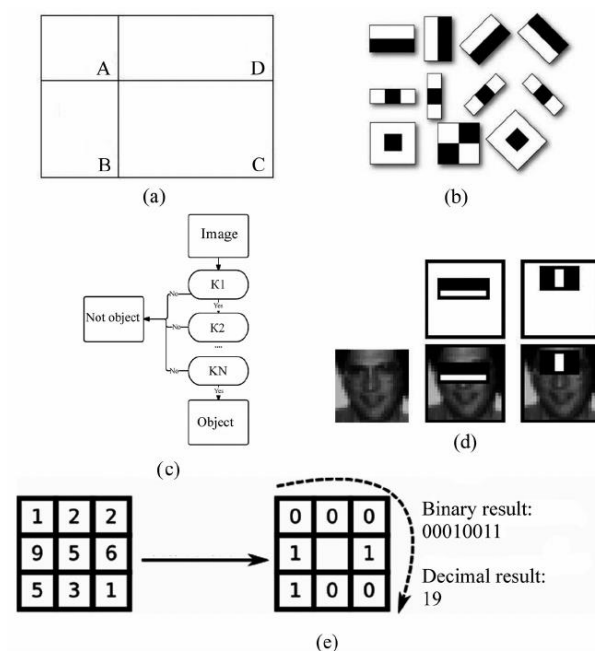 A D
B C
(a)
(b)
Image
K1
No
Yes
Not object
No
K2
....
No
KN
Yes
Object
(c)
(d)
1 2 2
9 5 6
5 3 1
0 0 0
1 1
1 0 0
Binary result:
00010011
Decimal result:
19
(e)